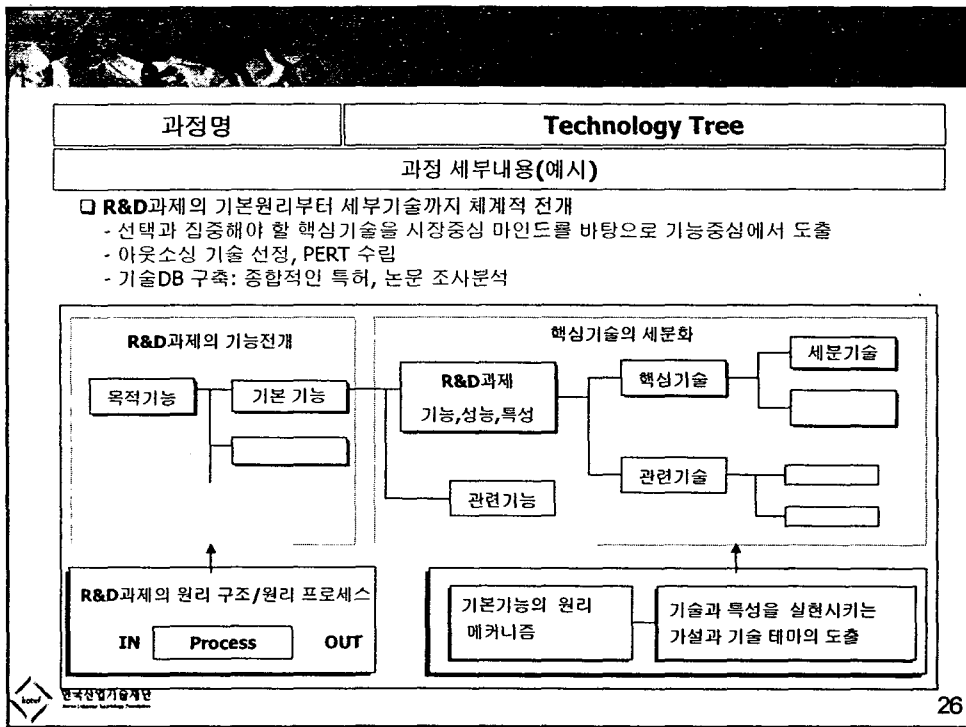 과정명
Technology Tree
과정 세부내용(예시)
❑ R&D과제의 기본원리부터 세부기술까지 체계적 전개
- 선택과 집중해야 할 핵심기술을 시장중심 마인드를 바탕으로 기능중심에서 도출
- 아웃소싱 기술 선정, PERT 수립
- 기술DB 구축: 종합적인 특허, 논문 조사분석
R&D과제의 기능전개
핵심기술의 세분화
목적기능
기본 기능
R&D과제
기능,성능,특성
관련기능
핵심기술
관련기술
세분기술
R&D과제의 원리 구조/원리 프로세스
IN
Process
OUT
기본기능의 원리
메커니즘
기술과 특성을 실현시키는
가설과 기술 테마의 도출
kotef
한국산업기술재단
26